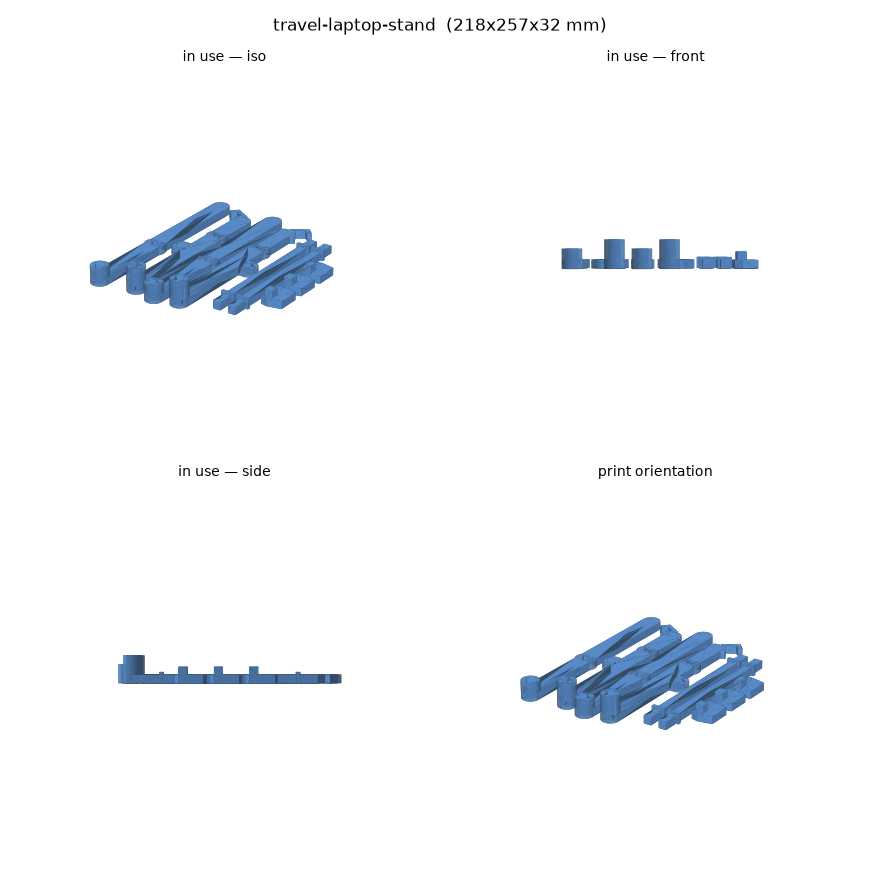 travel-laptop-stand (218x257x32 mm)
in use — iso
in use — front
in use — side
print orientation